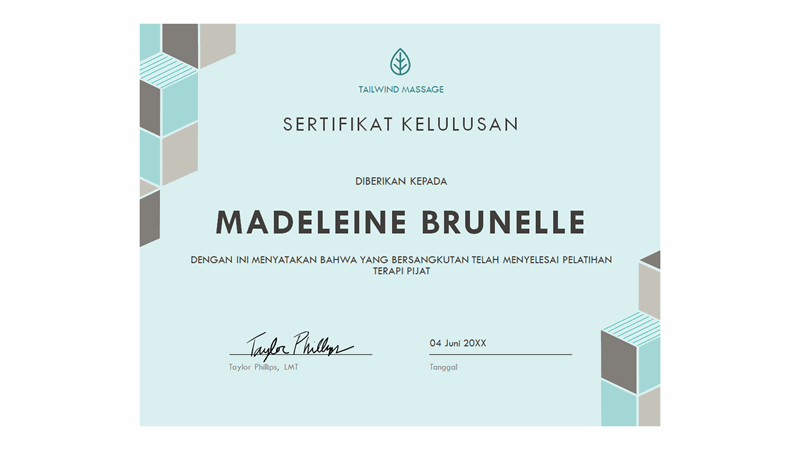 TAILWIND MASSAGE
SERTIFIKAT KELULUSAN
DIBERIKAN KEPADA
MADELEINE BRUNELLE
DENGAN INI MENYATAKAN BAHWA YANG BERSANGKUTAN TELAH MENYELESAI PELATIHAN
TERAPI PIJAT
Taylor Phillips
04 Juni 20XX
Taylor Phillips, LMT
Tanggal